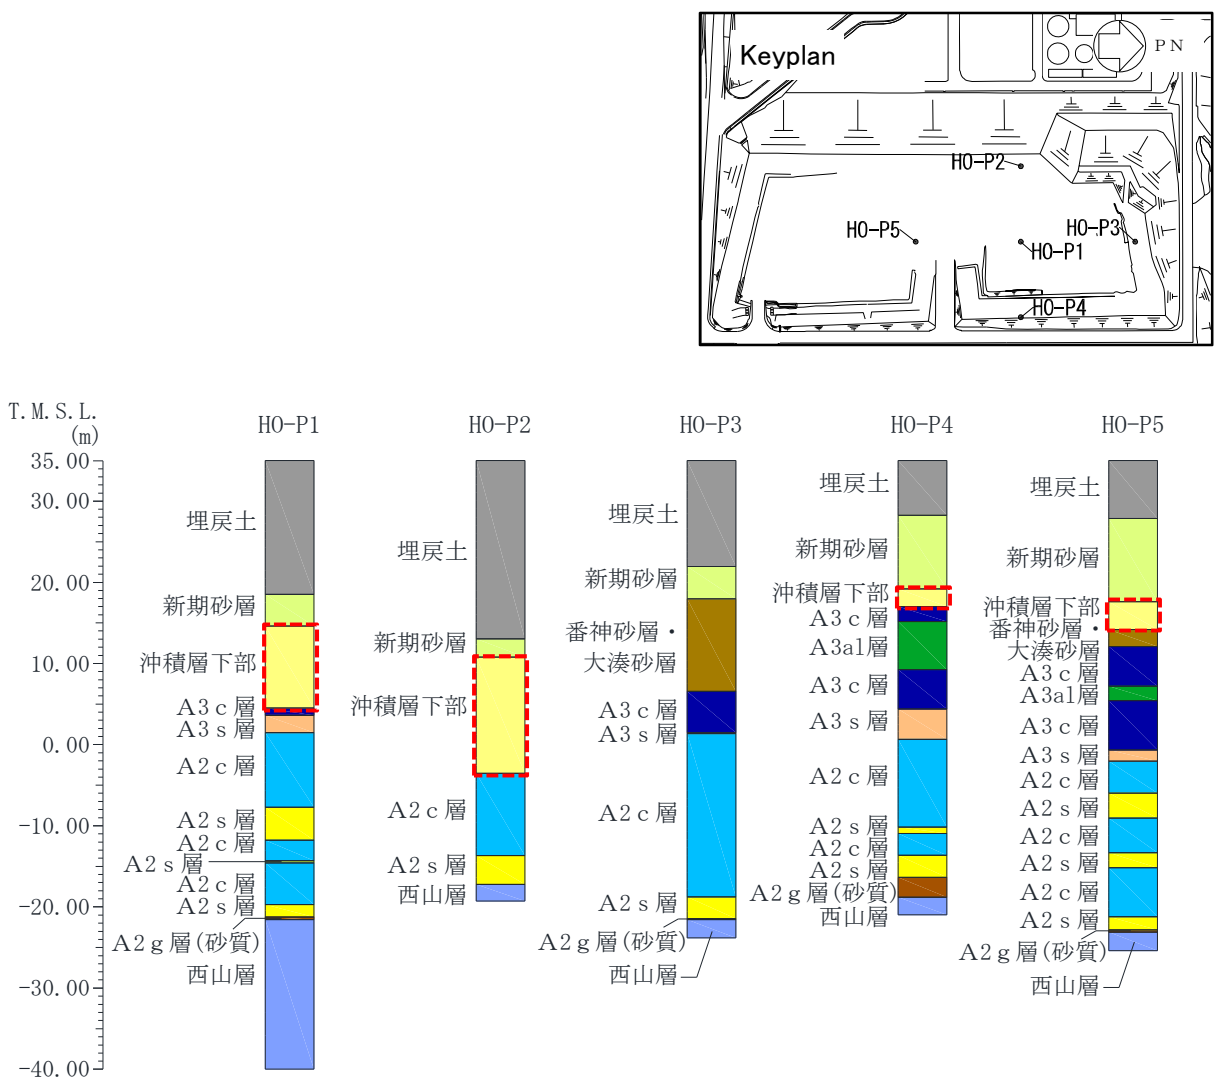 Keyplan
PN
HO-P2
HO-P5
HO-P3
HO-P1
HO-P4
T.M.S.L.
(m)
35.00
30.00
20.00
10.00
0.00
-10.00
-20.00
-30.00
-40.00
HO-P1
埋戻土
新期砂層
沖積層下部
A3c層
A3s層
A2c層
A2s層
A2c層
A2s層
A2c層
A2s層
A2g層(砂質)
西山層
HO-P2
埋戻土
新期砂層
沖積層下部
A2c層
A2s層
西山層
HO-P3
埋戻土
新期砂層
番神砂層・
大湊砂層
A3c層
A3s層
A2c層
A2s層
A2g層(砂質)
西山層
HO-P4
埋戻土
新期砂層
沖積層下部
A3c層
A3al層
A3c層
A3s層
A2c層
A2s層
A2c層
A2s層
A2g層(砂質)
西山層
HO-P5
埋戻土
新期砂層
沖積層下部
番神砂層・
大湊砂層
A3c層
A3al層
A3c層
A3s層
A2c層
A2s層
A2c層
A2s層
A2c層
A2s層
A2g層(砂質)
西山層